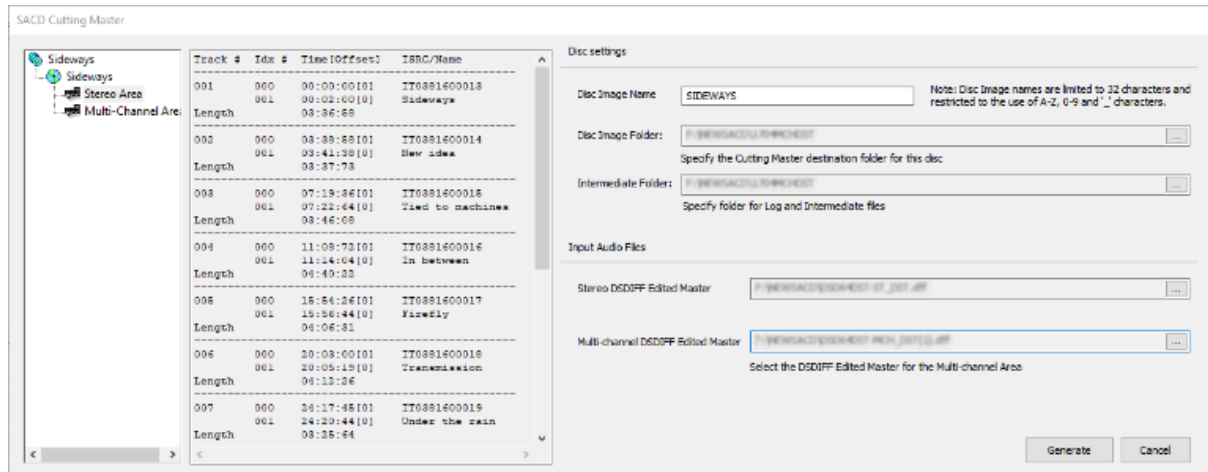 SACD Cutting Master
Sideways
Sideways
Stereo Area
Multi-Channel Are
Track # Idx # Time[Offset] ISRC/Name
001 000 00:00:00[0] IT0381600013
001 00:02:00[0] Sideways
Length 03:36:58
002 000 03:38:58[0] IT0381600014
001 03:41:38[0] New idea
Length 03:37:73
003 000 07:19:36[0] IT0381600015
001 07:22:64[0] Tied to machines
Length 03:46:08
004 000 11:08:72[0] IT0381600016
001 11:14:04[0] In between
Length 04:40:22
005 000 15:54:26[0] IT0381600017
001 15:56:44[0] Firefly
Length 04:06:31
006 000 20:03:00[0] IT0381600018
001 20:05:15[0] Transmission
Length 04:12:26
007 000 24:17:45[0] IT0381600019
001 24:20:44[0] Under the rain
Length 03:35:64
Disc settings
Disc Image Name SIDEWAYS
Note: Disc Image names are limited to 32 characters and
restricted to the use of A-Z, 0-9 and '_' characters.
Disc Image Folder:
...
Specify the Cutting Master destination folder for this disc
Intermediate Folder:
...
Specify folder for Log and Intermediate files
Input Audio Files
Stereo DSDIFF Edited Master
...
Multi-channel DSDIFF Edited Master
...
Select the DSDIFF Edited Master for the Multi-channel Area
Generate Cancel